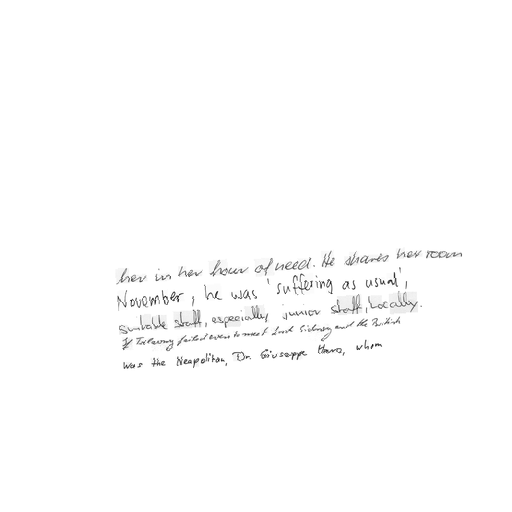 her in her hour of need. He shares her room
November, he was 'suffering as usual',
suitable staff, especially junior staff, locally.
If Trelawny failed even to meet Lord Sidney and the British
was the Neapolitan, Dr. Giuseppe whom